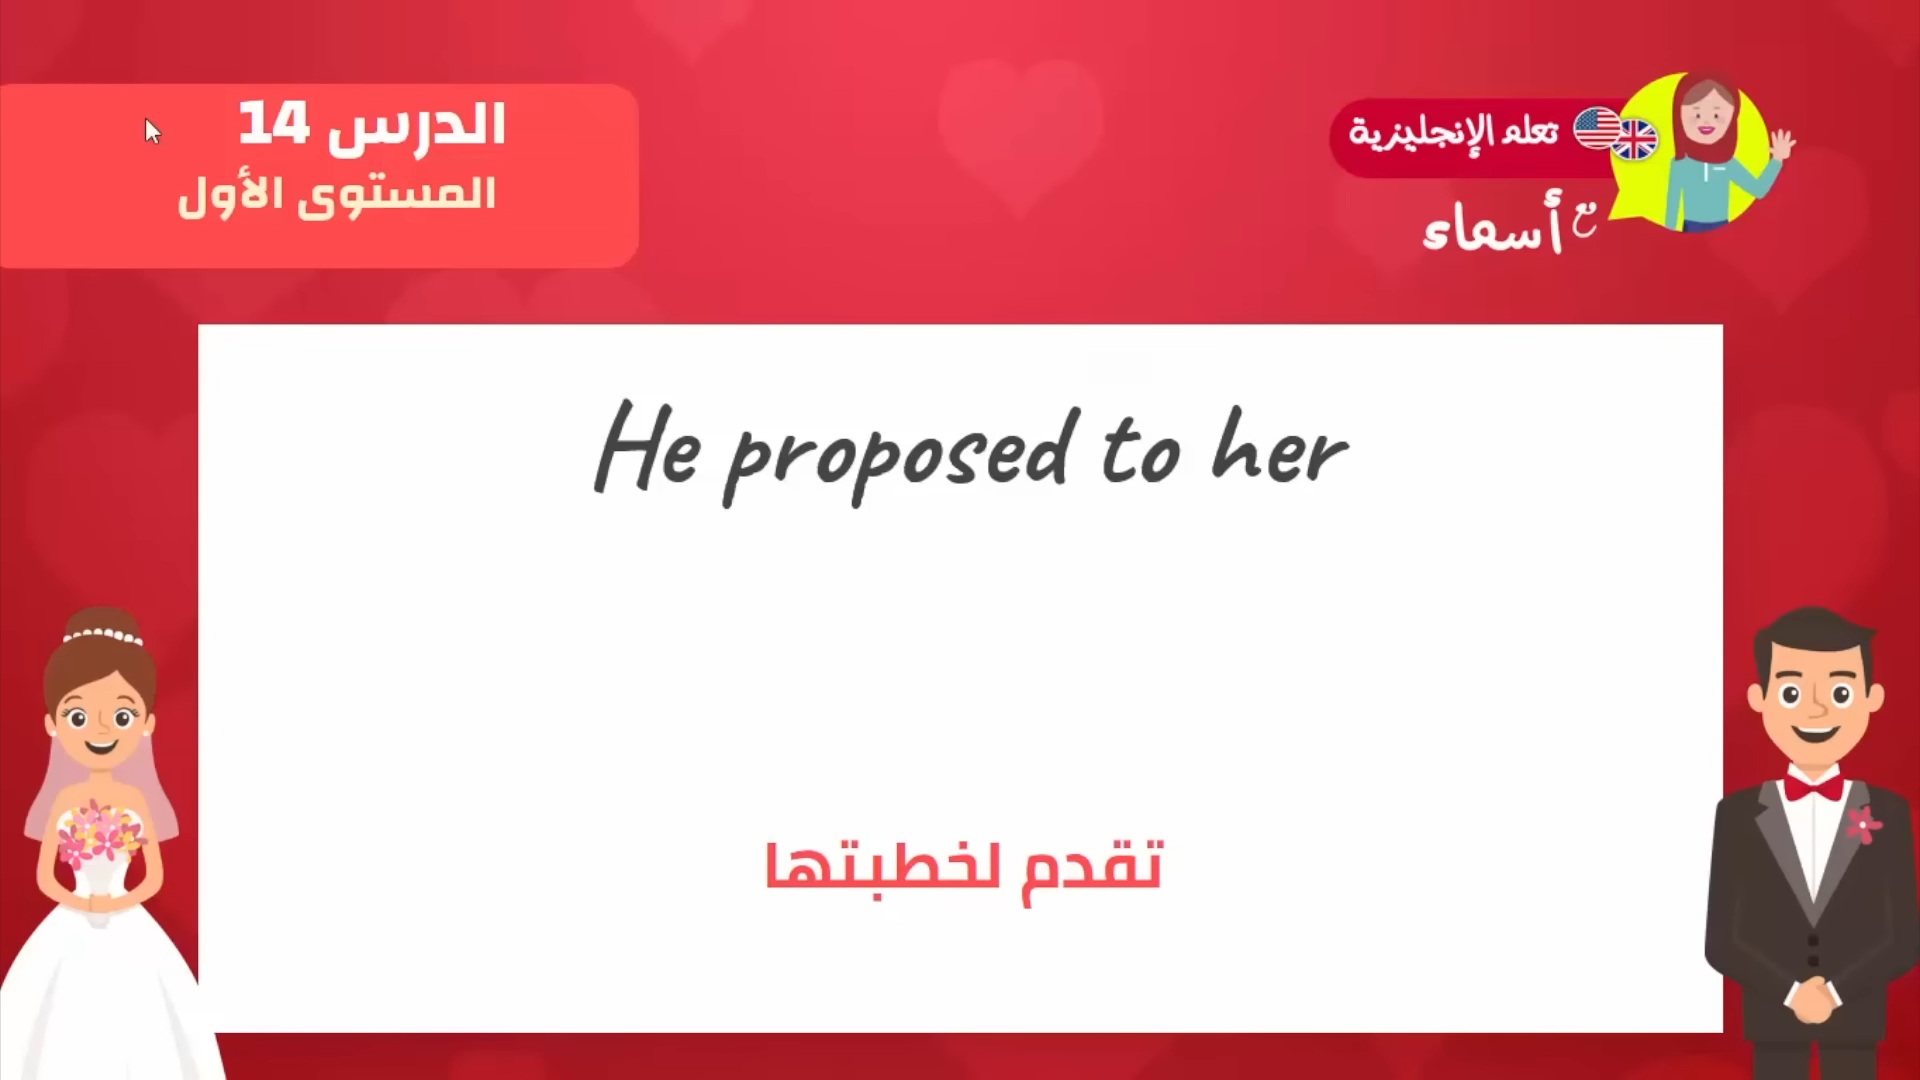 الدرس 14
المستوى الأول
تعلم الإنجليزية
مع أسماء
He proposed to her
تقدم لخطبتها